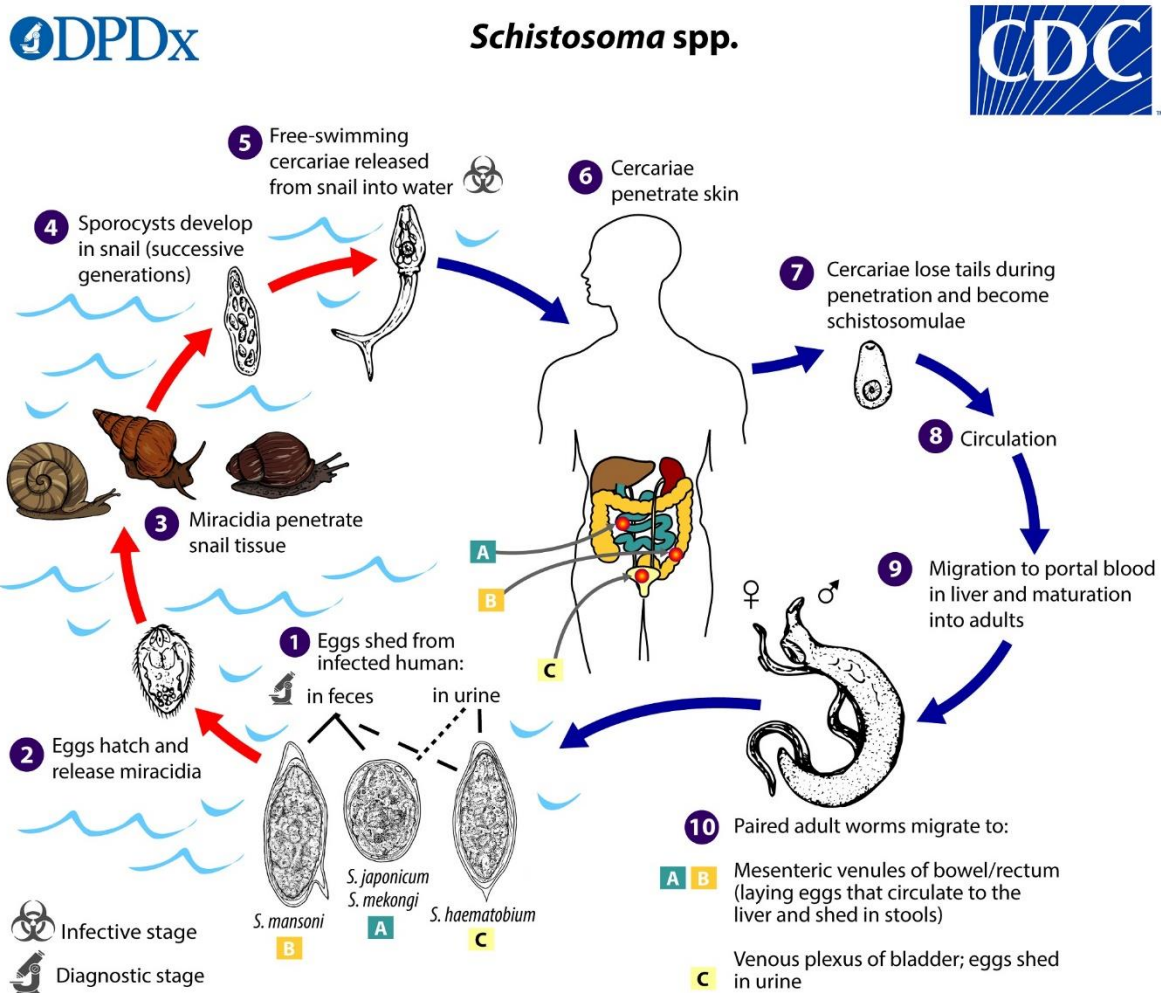 DPDx
Schistosoma spp.
CDC
™
5 Free-swimming
cercariae released
from snail into water
6 Cercariae
penetrate skin
4 Sporocysts develop
in snail (successive
generations)
7 Cercariae lose tails during
penetration and become
schistosomulae
8 Circulation
3 Miracidia penetrate
snail tissue
A
B
C
9 Migration to portal blood
in liver and maturation
into adults
♀ ♂
1 Eggs shed from
infected human:
in feces
in urine
2 Eggs hatch and
release miracidia
S. mansoni
B
S. japonicum
S. mekongi
A
S. haematobium
C
10 Paired adult worms migrate to:
A B Mesenteric venules of bowel/rectum
(laying eggs that circulate to the
liver and shed in stools)
C Venous plexus of bladder; eggs shed
in urine
Infective stage
Diagnostic stage